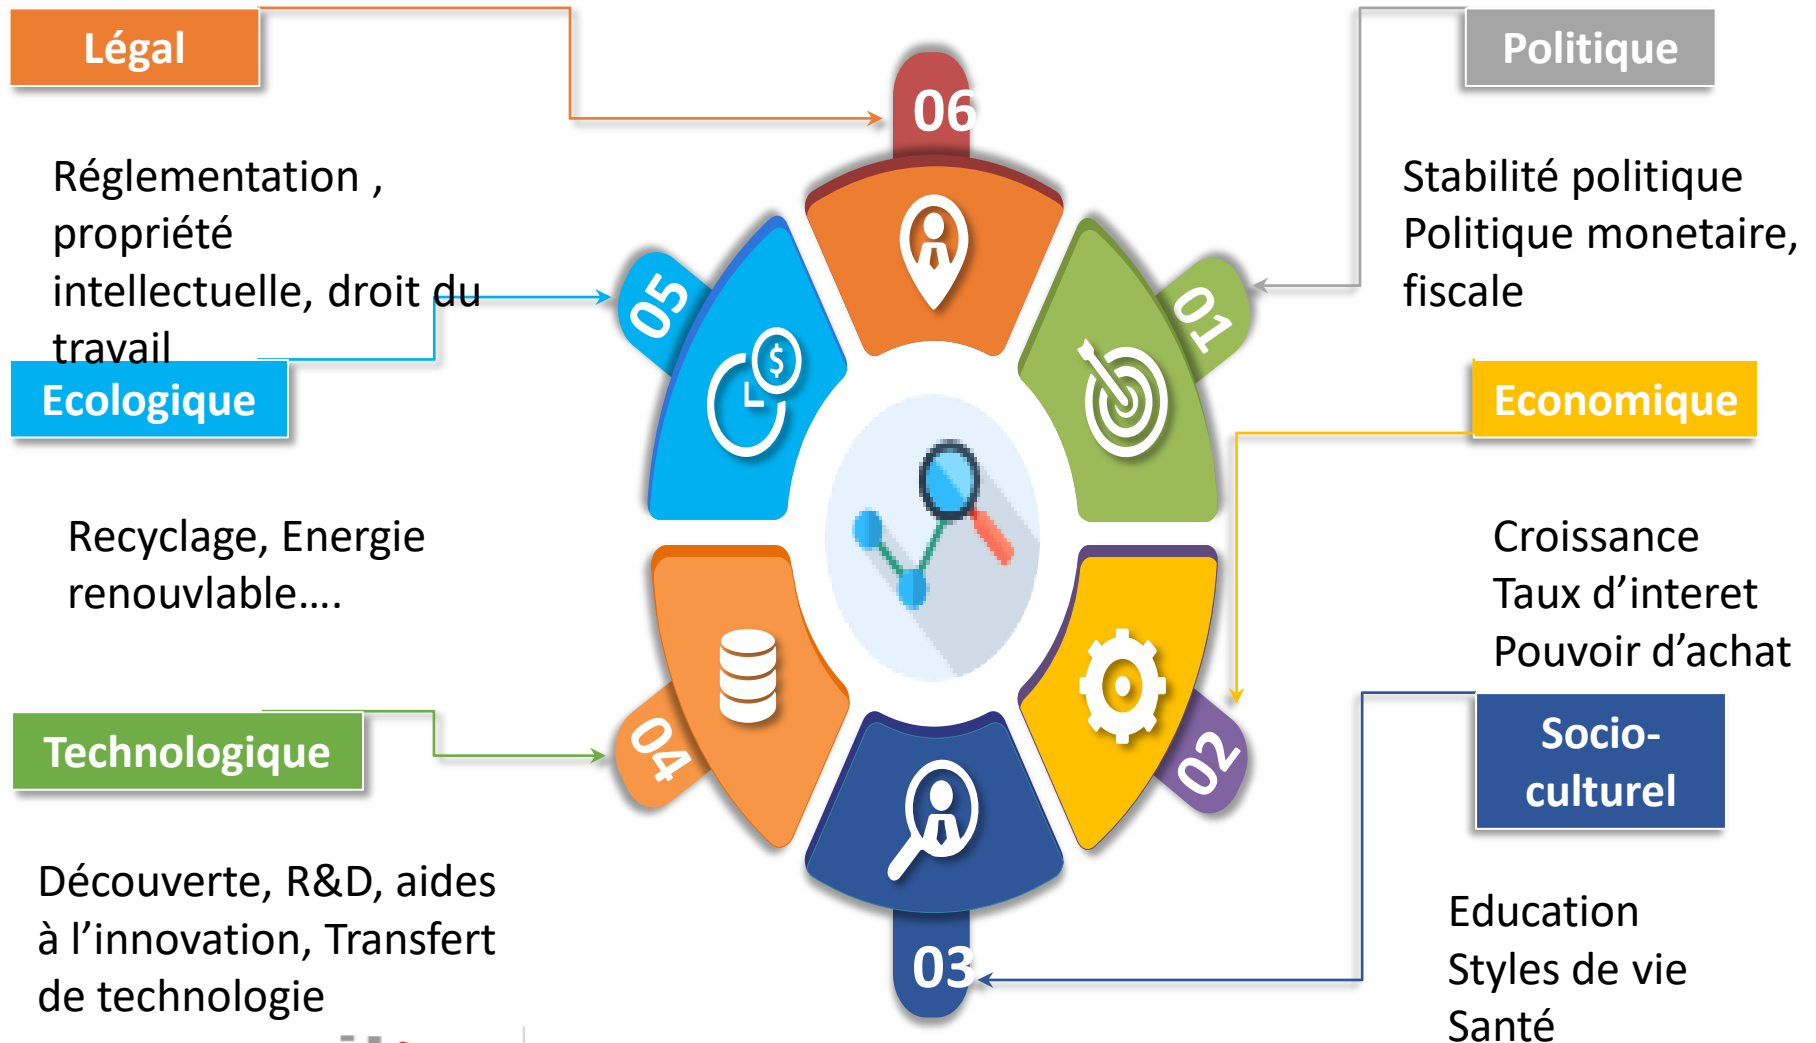 Légal
Réglementation ,
propriété
intellectuelle, droit du
travail
Ecologique
Recyclage, Energie
renouvlable....
Technologique
Découverte, R&D, aides
à l’innovation, Transfert
de technologie
06
05
04
03
02
01
$
Politique
Stabilité politique
Politique monetaire,
fiscale
Economique
Croissance
Taux d’interet
Pouvoir d’achat
Socio-
culturel
Education
Styles de vie
Santé